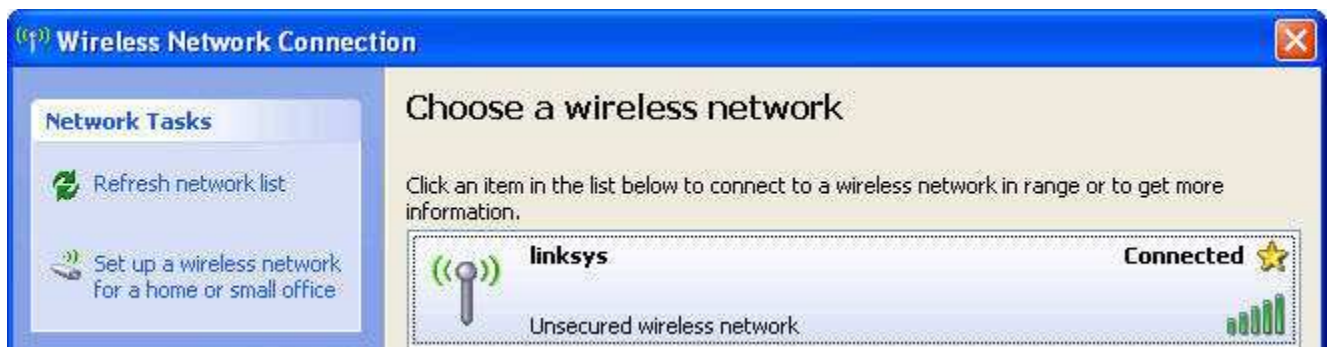 Wireless Network Connection
Network Tasks
Refresh network list
Set up a wireless network
for a home or small office
Choose a wireless network
Click an item in the list below to connect to a wireless network in range or to get more
information.
linksys
Connected
Unsecured wireless network